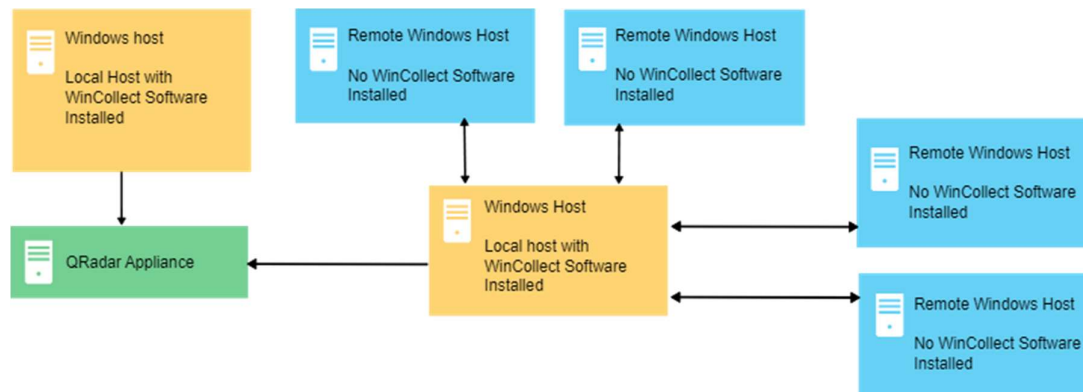 Windows host
Local Host with
WinCollect Software
Installed
Remote Windows Host
No WinCollect Software
Installed
Remote Windows Host
No WinCollect Software
Installed
Remote Windows Host
No WinCollect Software
Installed
Windows Host
Local host with
WinCollect Software
Installed
QRadar Appliance
Remote Windows Host
No WinCollect Software
Installed